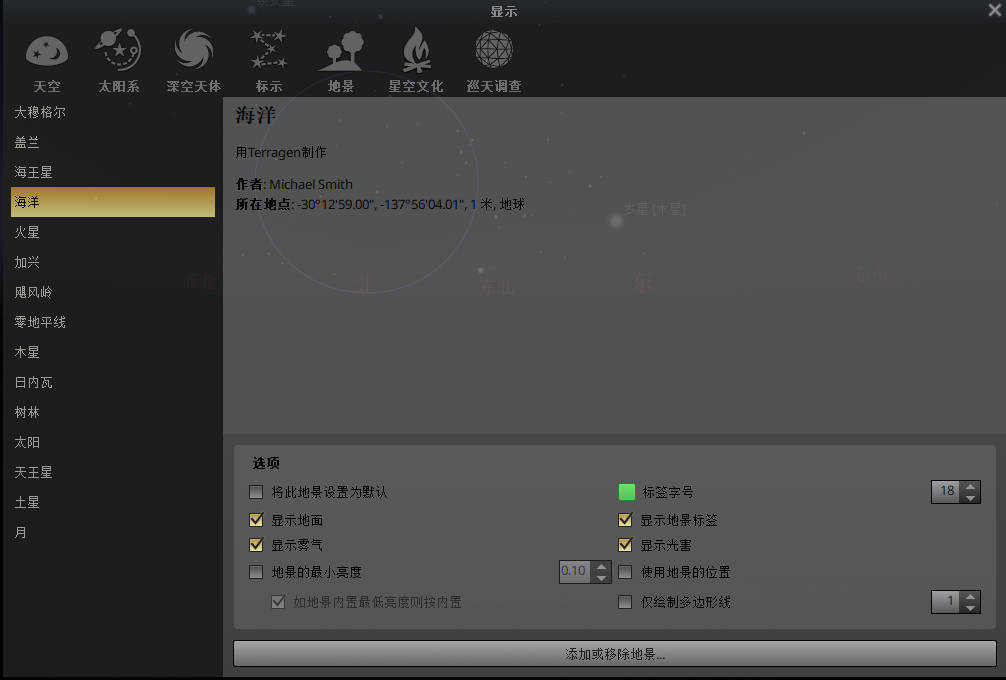 显示
天空
太阳系
深空天体
标示
地景
星空文化
巡天调查
大穆格尔
盖兰
海王星
海洋
火星
加兴
飓风岭
零地平线
木星
日内瓦
树林
太阳
天王星
土星
月
海洋
用Terragen制作
作者: Michael Smith
所在地点: -30°12'59.00", -137°56'04.01", 1 米, 地球
岁星 [木星]
北
东北
东
选项
将此地景设置为默认
标签字号 18
显示地面
显示地景标签
显示雾气
显示光害
地景的最小亮度 0.10
使用地景的位置
如地景内置最低亮度则按内置
仅绘制多边形线 1
添加或移除地景...